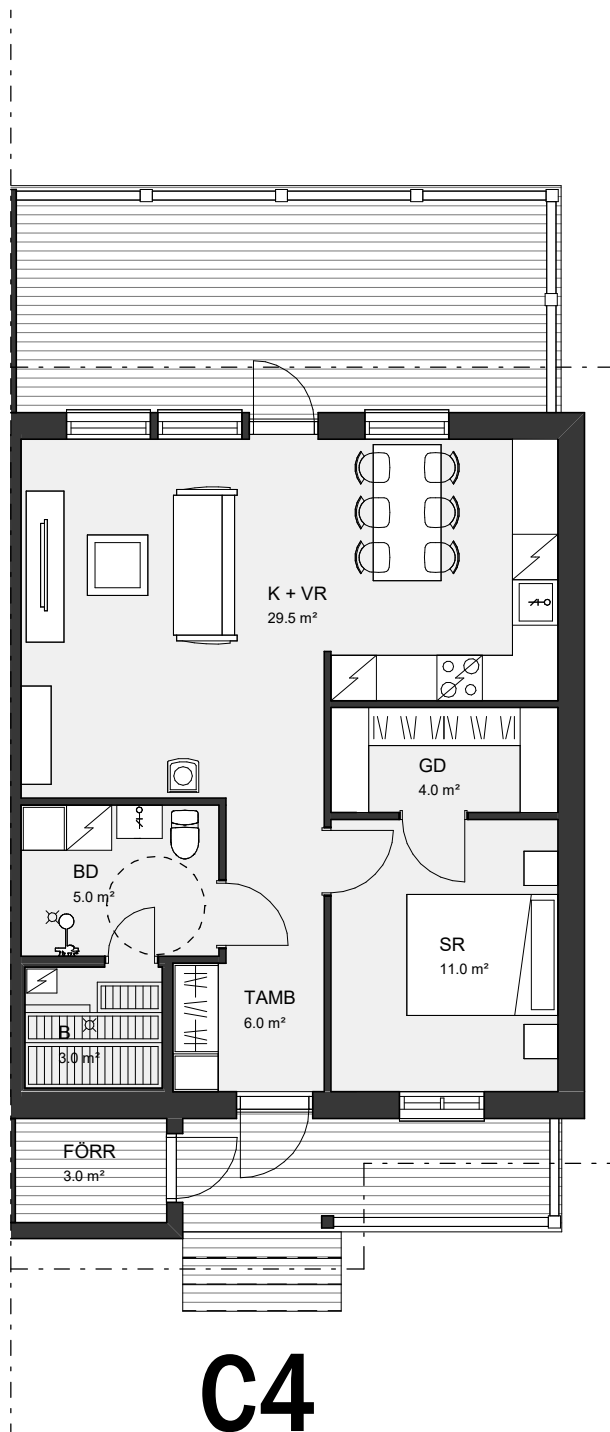 K + VR
29.5 m²
GD
4.0 m²
BD
5.0 m²
SR
11.0 m²
TAMB
6.0 m²
B
3.0 m²
FÖRR
3.0 m²
C4